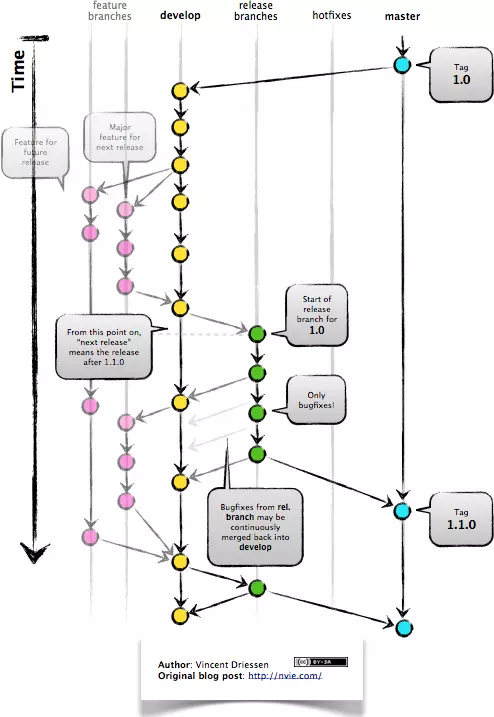 feature
branches
develop
release
branches
hotfixes
master
Time
Tag
1.0
Major
feature for
next release
Feature for
future
release
Start of
release
branch for
1.0
From this point on,
"next release"
means the release
after 1.1.0
Only
bugfixes!
Bugfixes from rel.
branch may be
continuously
merged back into
develop
Tag
1.1.0
Author: Vincent Driessen
Original blog post: http://nvie.com/
(cc) BY-SA